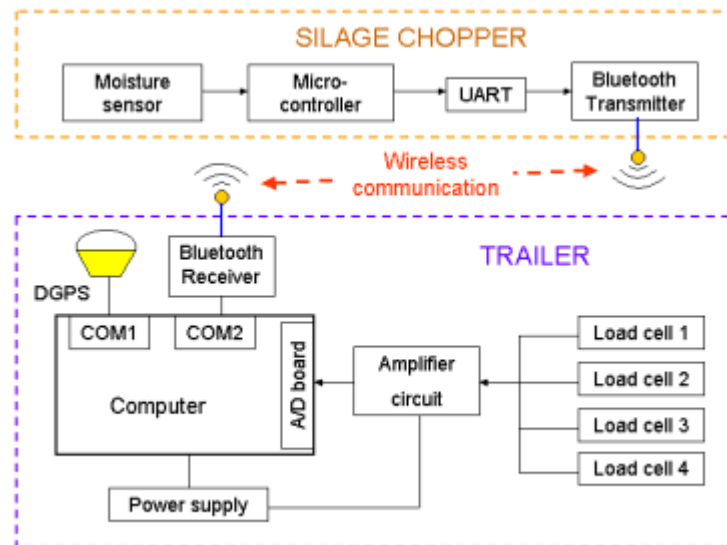 SILAGE CHOPPER
Moisture
sensor
Micro-
controller
UART
Bluetooth
Transmitter
Wireless
communication
TRAILER
Bluetooth
Receiver
DGPS
COM1
COM2
A/D board
Computer
Amplifier
circuit
Load cell 1
Load cell 2
Load cell 3
Load cell 4
Power supply